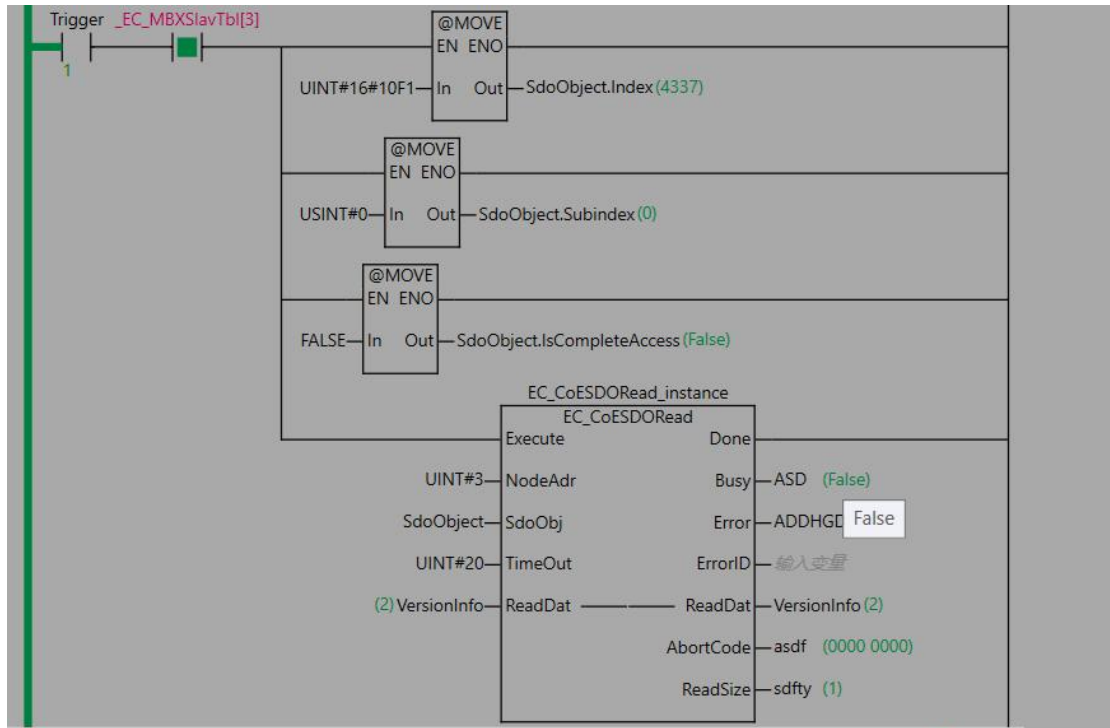 Trigger _EC_MBXSlavTbl[3]
1
@MOVE
EN ENO
UINT#16#10F1 In Out SdoObject.Index (4337)
@MOVE
EN ENO
USINT#0 In Out SdoObject.Subindex (0)
@MOVE
EN ENO
FALSE In Out SdoObject.IsCompleteAccess (False)
EC_CoESDORead_instance
EC_CoESDORead
Execute Done
UINT#3 NodeAdr Busy ASD (False)
SdoObject SdoObj Error ADDHGD False
UINT#20 TimeOut ErrorID 输入变量
(2) VersionInfo ReadDat ReadDat VersionInfo (2)
AbortCode asdf (0000 0000)
ReadSize sdfty (1)